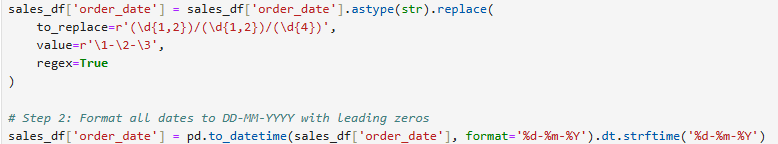 sales_df['order_date'] = sales_df['order_date'].astype(str).replace(
    to_replace=r'(\d{1,2})/(\d{1,2})/(\d{4})',
    value=r'\1-\2-\3',
    regex=True
)

# Step 2: Format all dates to DD-MM-YYYY with leading zeros
sales_df['order_date'] = pd.to_datetime(sales_df['order_date'], format='%d-%m-%Y').dt.strftime('%d-%m-%Y')